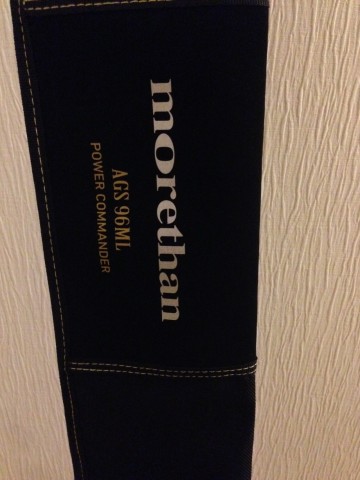 morethan
AGS 96ML
POWER COMMANDER